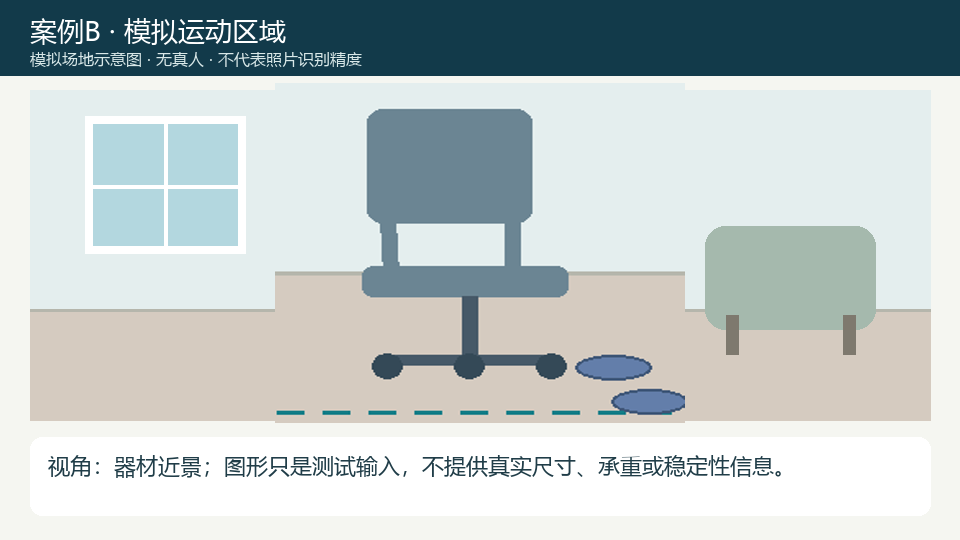 案例B · 模拟运动区域
模拟场地示意图 · 无真人 · 不代表照片识别精度
视角：器材近景；图形只是测试输入，不提供真实尺寸、承重或稳定性信息。